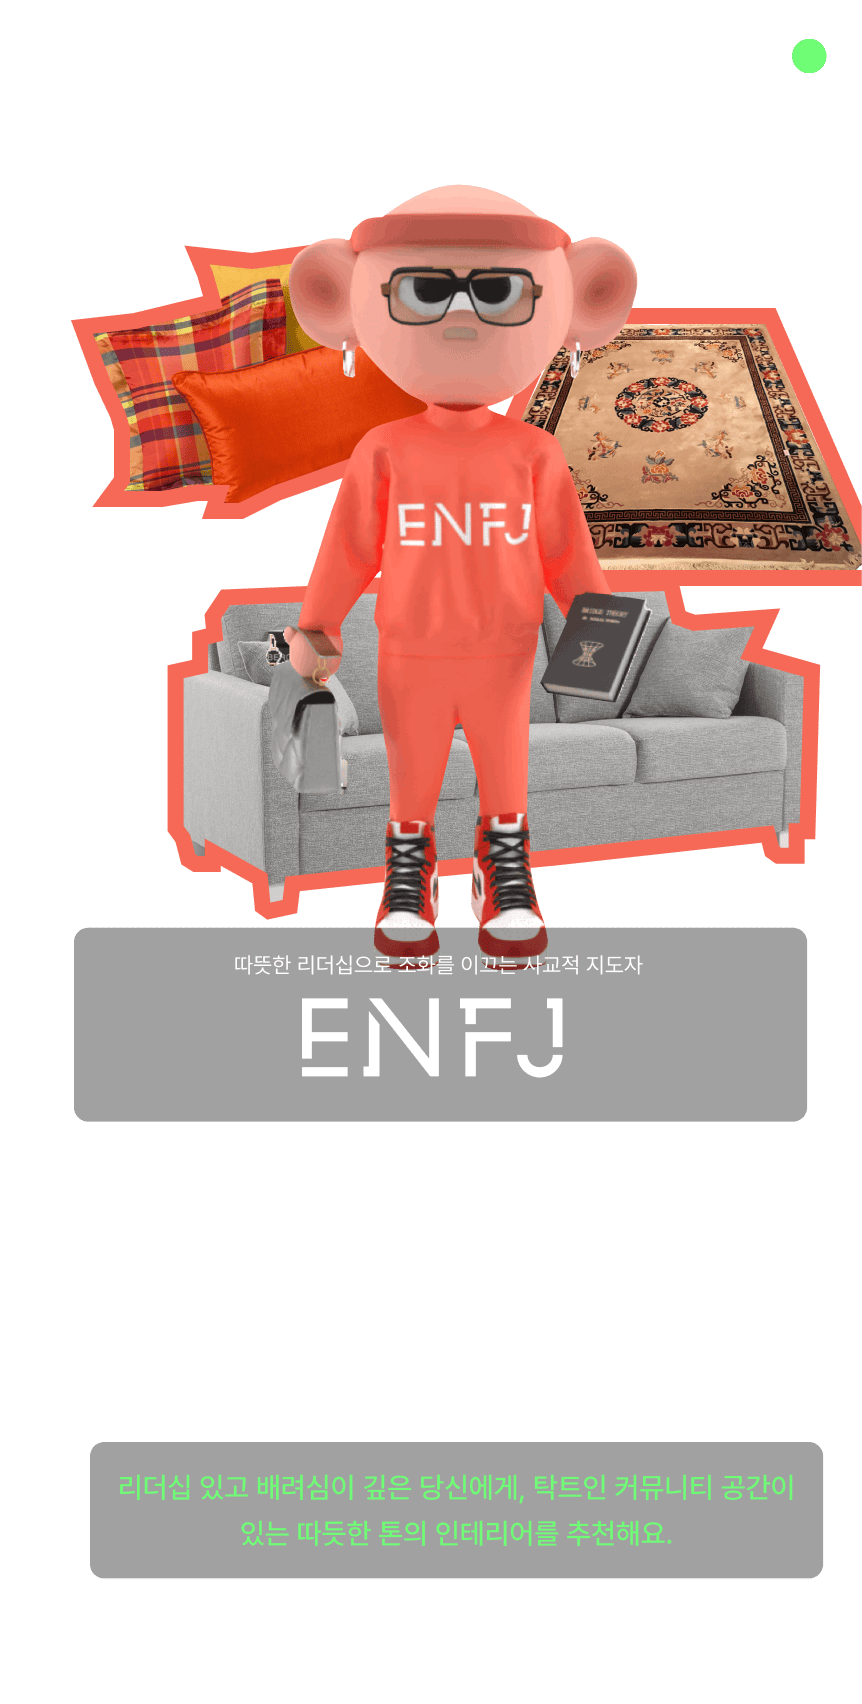 ENFJ
따뜻한 리더십으로 조화를 이끄는 사교적 지도자
ENFJ
리더십 있고 배려심이 깊은 당신에게, 탁트인 커뮤니티 공간이
있는 따듯한 톤의 인테리어를 추천해요.